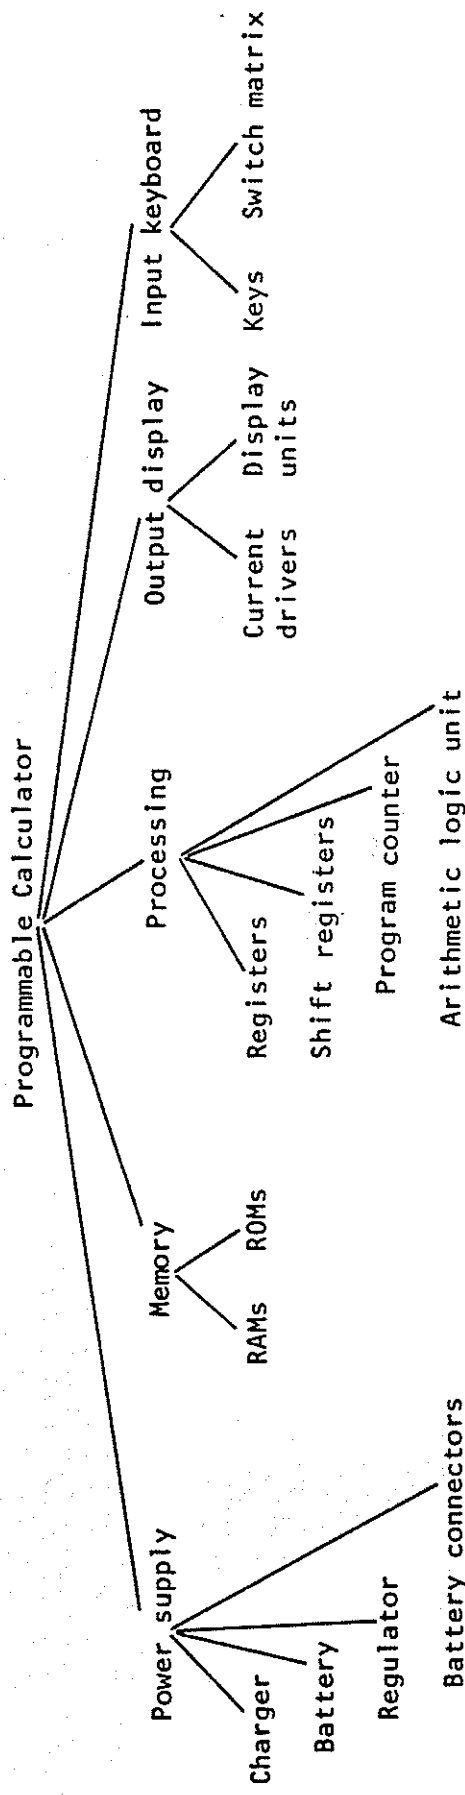 Programmable Calculator
Power supply
Memory
Processing
Output display
Input keyboard
Charger
Battery
Regulator
Battery connectors
RAMs
ROMs
Registers
Shift registers
Program counter
Arithmetic logic unit
Current
drivers
Display
units
Keys
Switch matrix